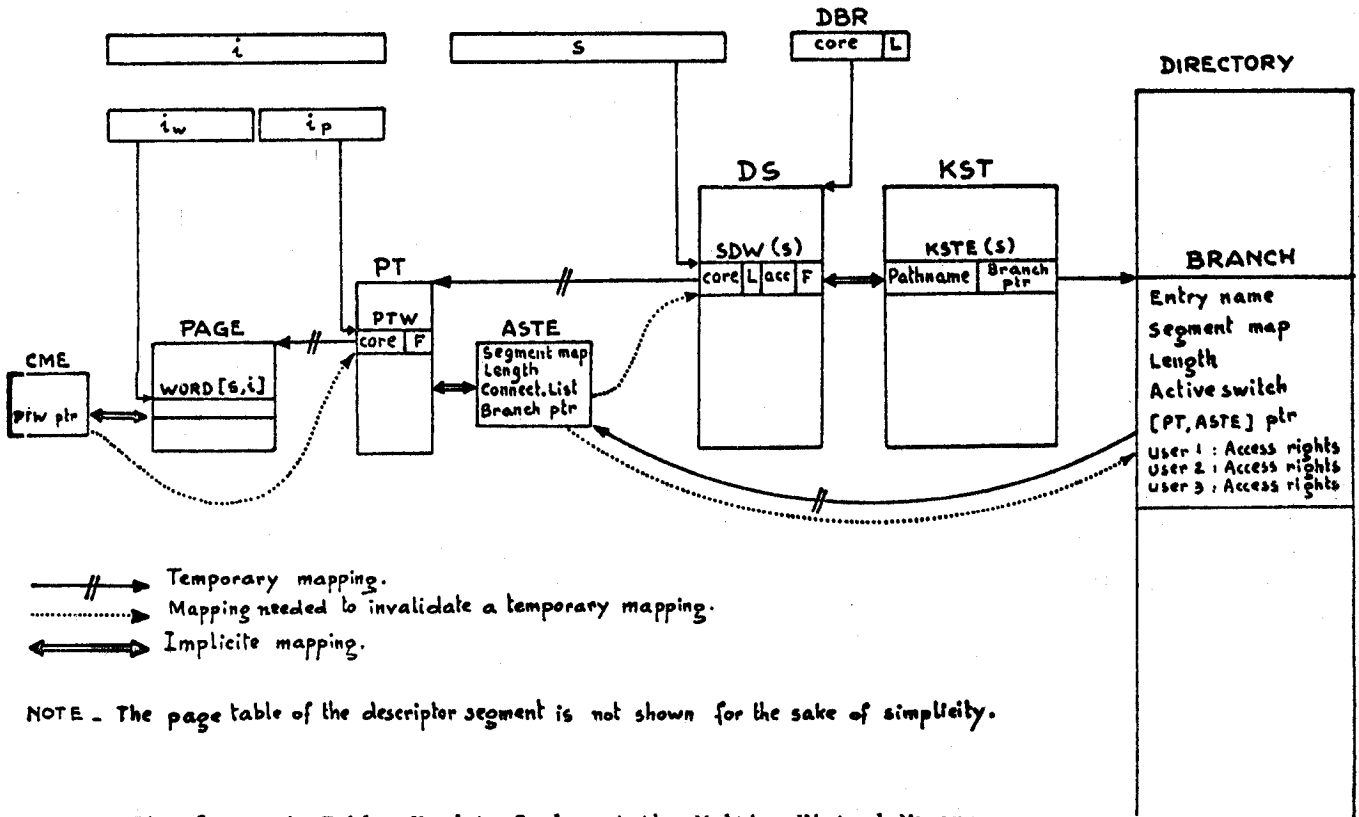 DBR
i
s
core L
DIRECTORY
i w
i p
DS
KST
SDW (s)
KSTE (s)
BRANCH
core L acc F
Pathname Branch ptr
PT
PTW
core F
PAGE
WORD [s,i]
CME
PTW ptr
ASTE
Segment map
Length
Connect. List
Branch ptr
Entry name
Segment map
Length
Active switch
[PT, ASTE] ptr
user 1 : Access rights
user 2 : Access rights
user 3 : Access rights
Temporary mapping.
Mapping needed to invalidate a temporary mapping.
Implicite mapping.
NOTE - The page table of the descriptor segment is not shown for the sake of simplicity.